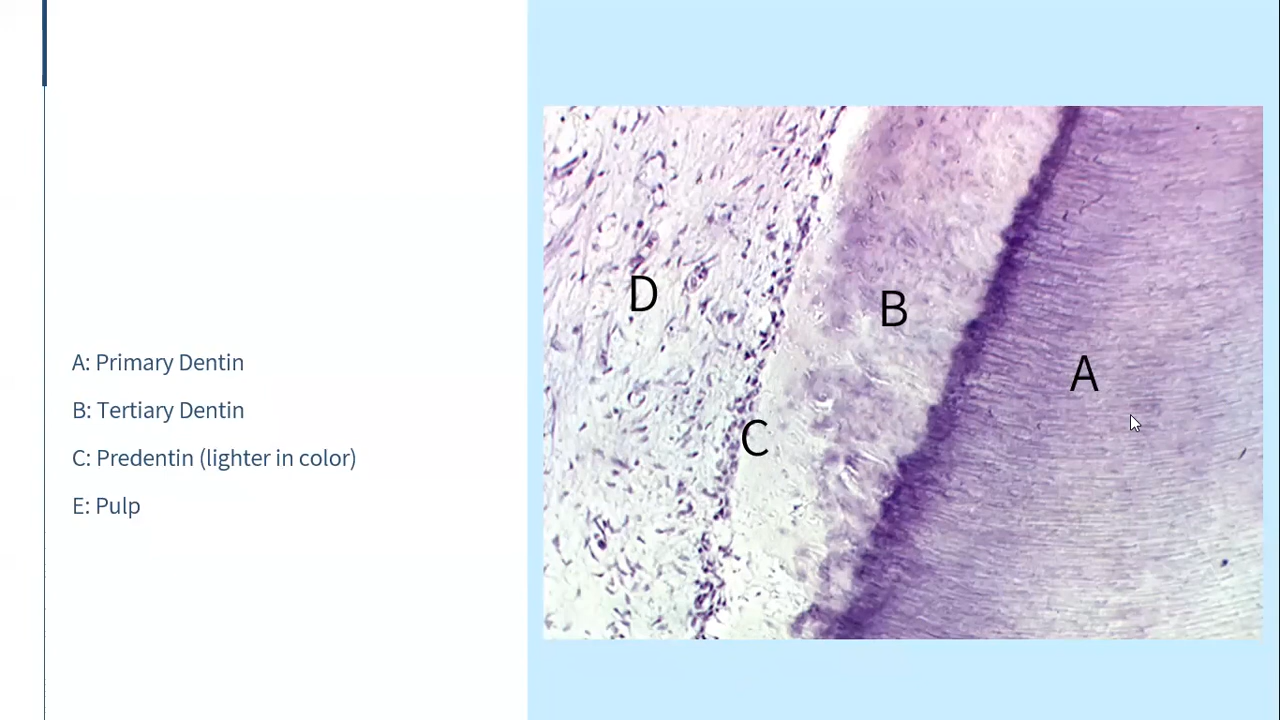 A: Primary Dentin
B: Tertiary Dentin
C: Predentin (lighter in color)
E: Pulp
D
B
A
C